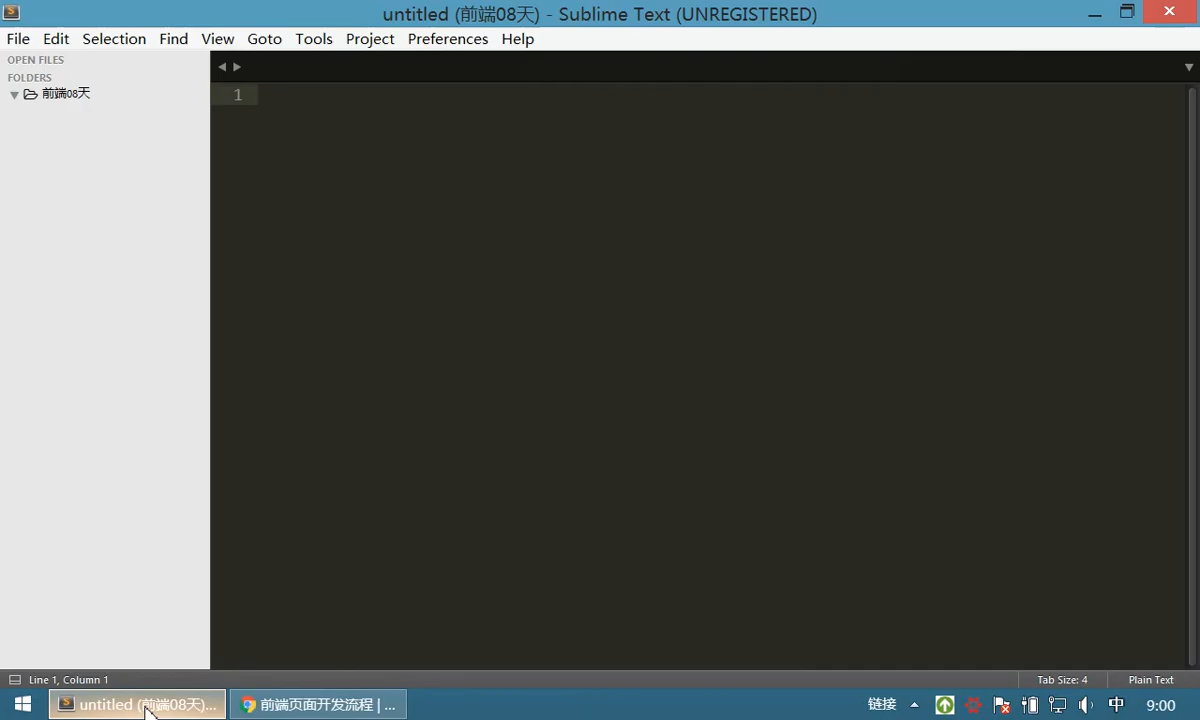 untitled (前端08天) - Sublime Text (UNREGISTERED)
File Edit Selection Find View Goto Tools Project Preferences Help
OPEN FILES
FOLDERS
前端08天
1
Line 1, Column 1
Tab Size: 4
Plain Text
untitled (前端08天)...
前端页面开发流程 | ...
链接
中
9:00